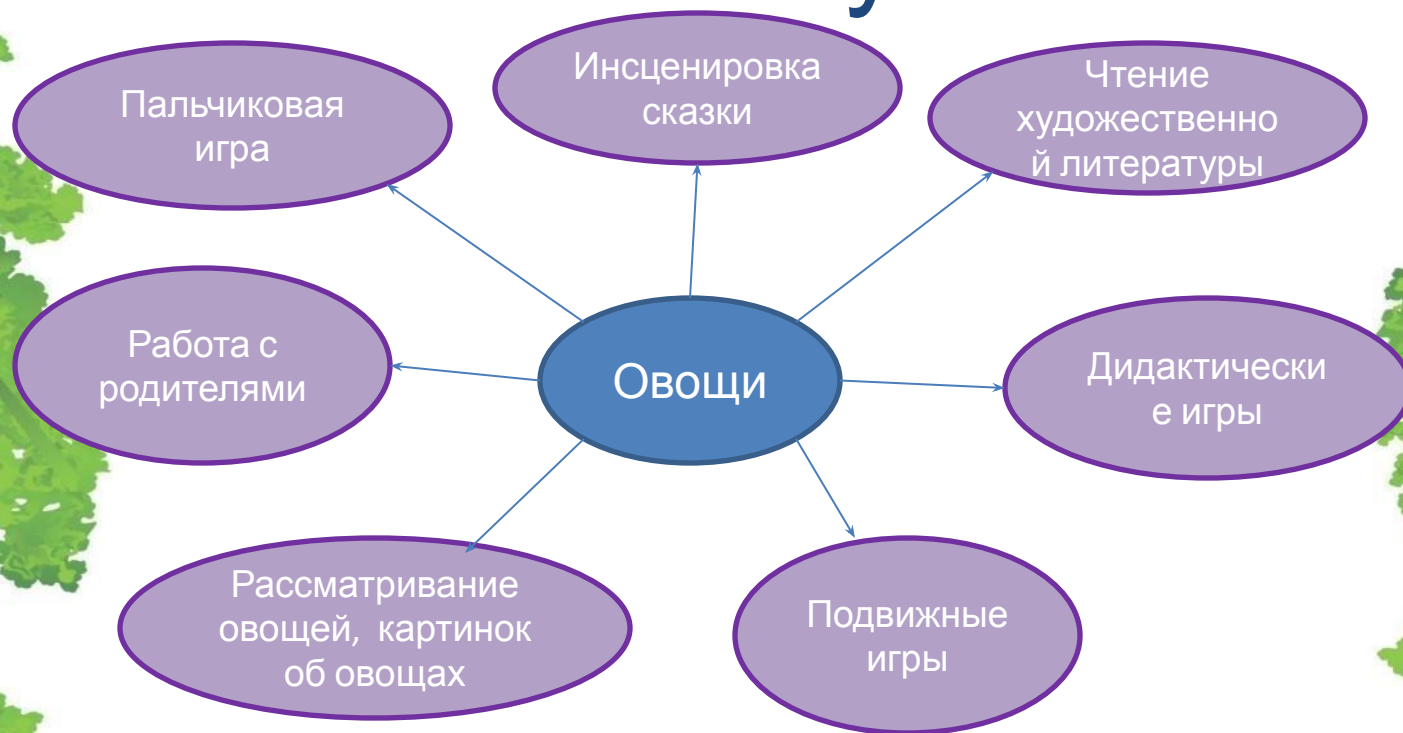 у
Пальчиковая
игра
Инсценировка
сказки
Чтение
художественно
й литературы
Работа с
родителями
Овощи
Дидактически
е игры
Рассматривание
овощей, картинок
об овощах
Подвижные
игры